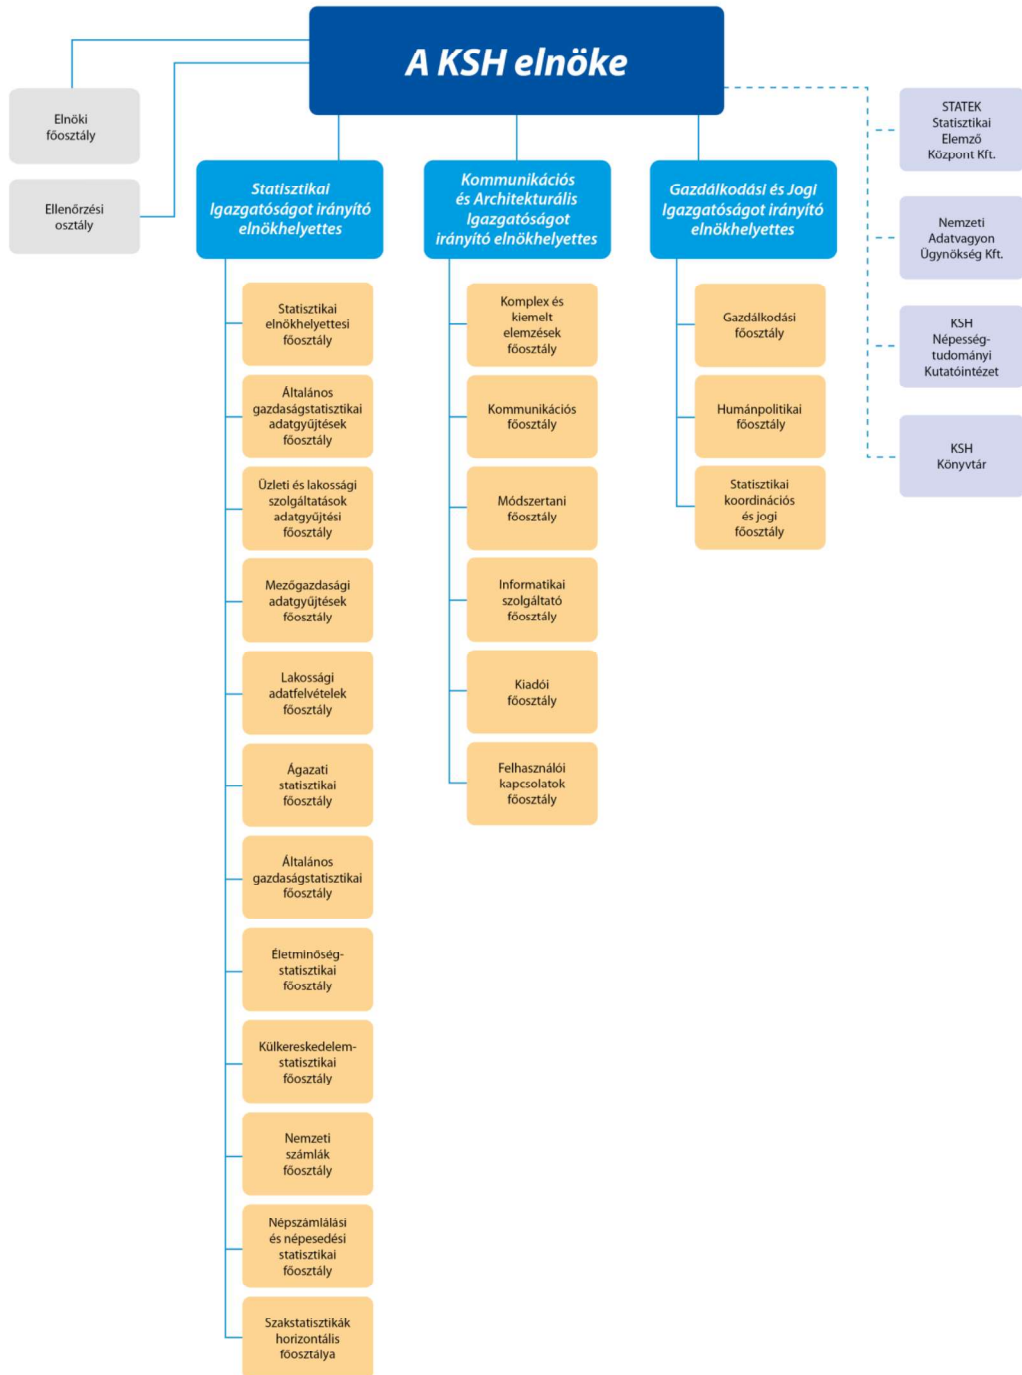 A KSH elnöke
Elnöki
főosztály
Ellenőrzési
osztály
Statisztikai
Igazgatóságot irányító
elnökhelyettes
Statisztikai
elnökhelyettesi
főosztály
Általános
gazdaságstatisztikai
adatgyűjtések
főosztály
Üzleti és lakossági
szolgáltatások
adatgyűjtési
főosztály
Mezőgazdasági
adatgyűjtések
főosztály
Lakossági
adatfelvételek
főosztály
Ágazati
statisztikai
főosztály
Általános
gazdaságstatisztikai
főosztály
Életminőség-
statisztikai
főosztály
Külkereskedelem-
statisztikai
főosztály
Nemzeti
számlák
főosztály
Népszámlálási
és népesedési
statisztikai
főosztály
Szakstatisztikák
horizontális
főosztálya
Kommunikációs
és Architekturális
Igazgatóságot
irányító elnökhelyettes
Komplex és
kiemelt
elemzések
főosztály
Kommunikációs
főosztály
Módszertani
főosztály
Informatikai
szolgáltató
főosztály
Kiadói
főosztály
Felhasználói
kapcsolatok
főosztály
Gazdálkodási és Jogi
Igazgatóságot irányító
elnökhelyettes
Gazdálkodási
főosztály
Humánpolitikai
főosztály
Statisztikai
koordinációs
és jogi
főosztály
STATEK
Statisztikai
Elemző
Központ Kft.
Nemzeti
Adatvagyon
Ügynökség Kft.
KSH
Népesség-
tudományi
Kutatóintézet
KSH
Könyvtár